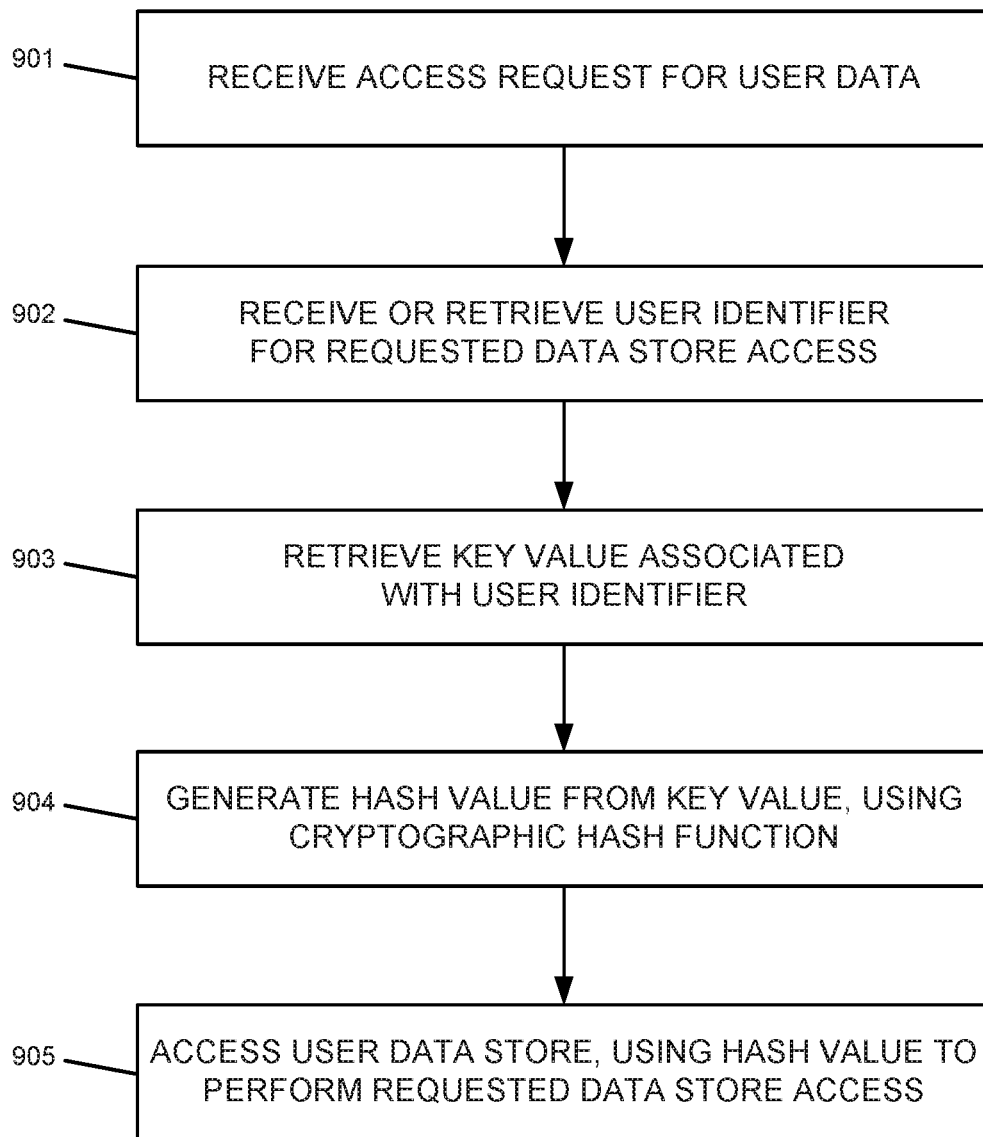 901
RECEIVE ACCESS REQUEST FOR USER DATA
902
RECEIVE OR RETRIEVE USER IDENTIFIER
FOR REQUESTED DATA STORE ACCESS
903
RETRIEVE KEY VALUE ASSOCIATED
WITH USER IDENTIFIER
904
GENERATE HASH VALUE FROM KEY VALUE, USING
CRYPTOGRAPHIC HASH FUNCTION
905
ACCESS USER DATA STORE, USING HASH VALUE TO
PERFORM REQUESTED DATA STORE ACCESS